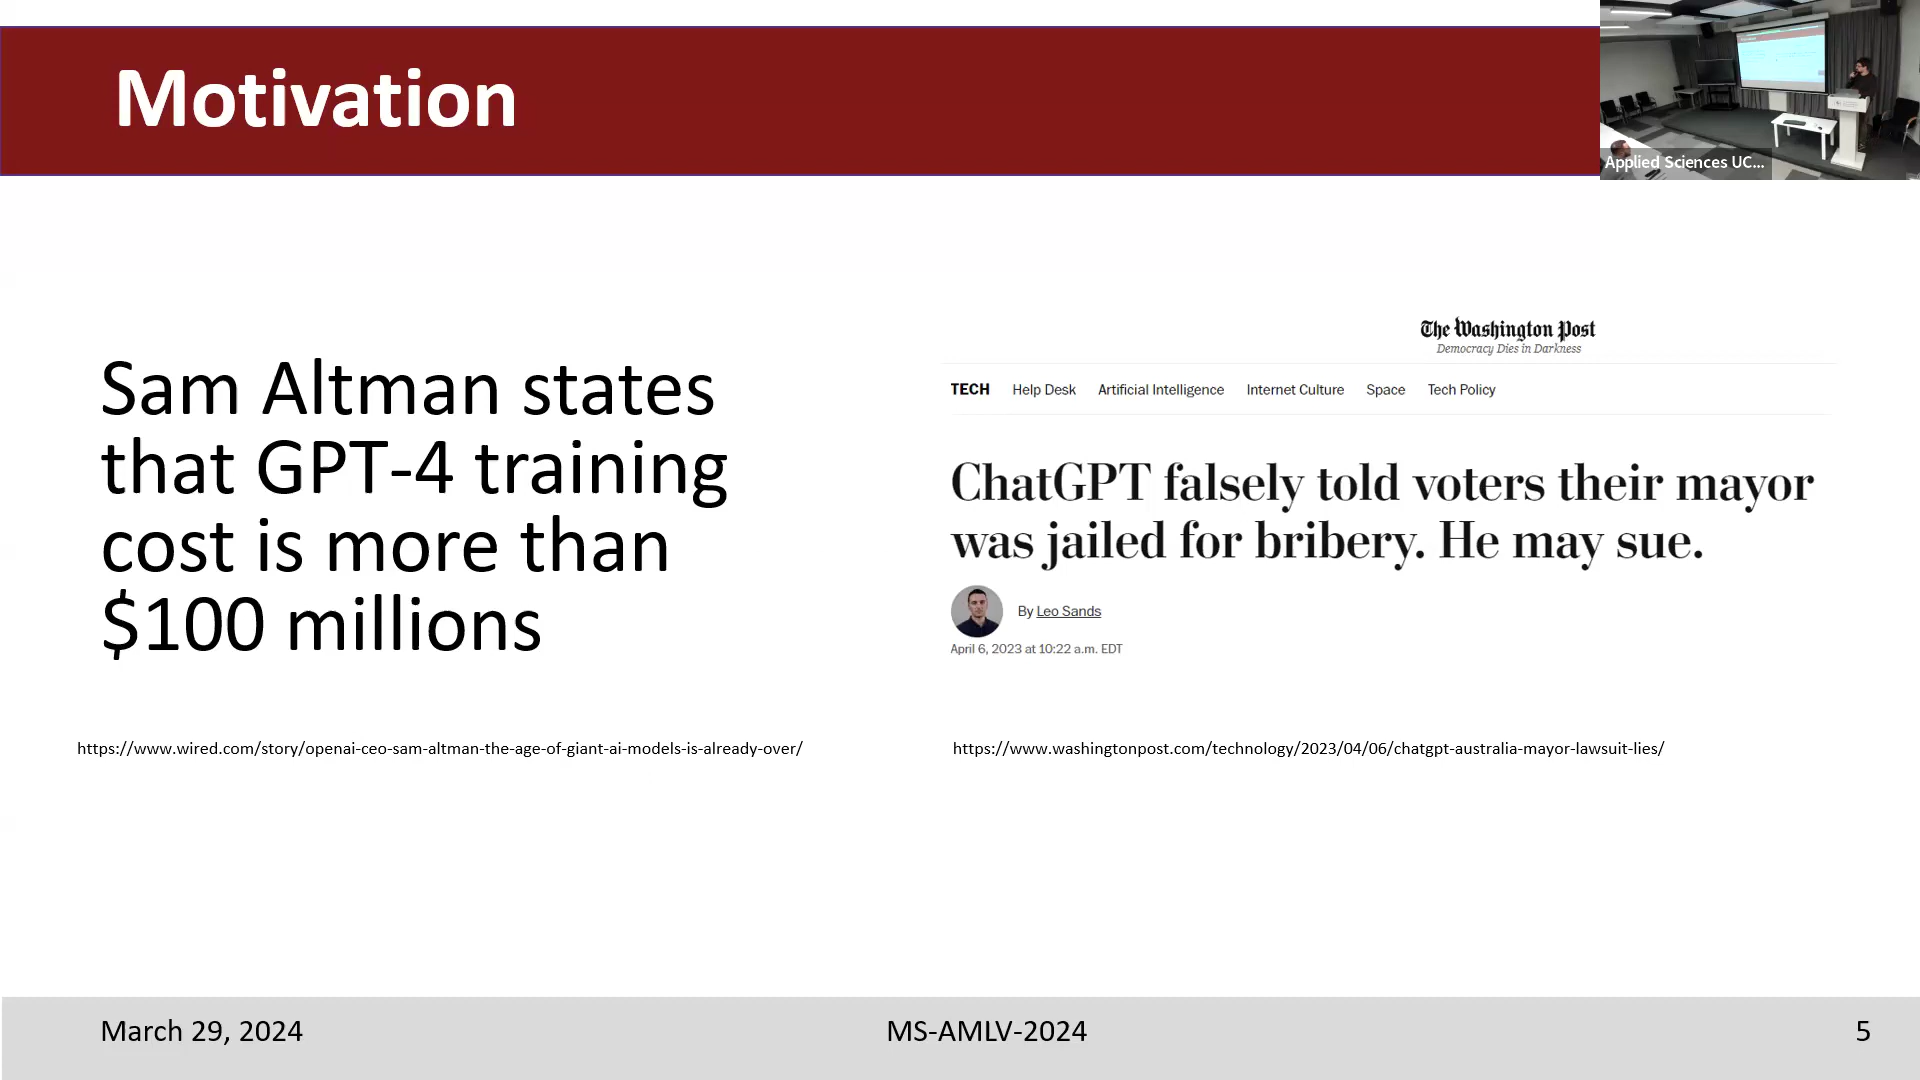 Motivation
Applied Sciences UC...
Sam Altman states
that GPT-4 training
cost is more than
$100 millions
https://www.wired.com/story/openai-ceo-sam-altman-the-age-of-giant-ai-models-is-already-over/
The Washington Post
Democracy Dies in Darkness
TECH Help Desk Artificial Intelligence Internet Culture Space Tech Policy
ChatGPT falsely told voters their mayor
was jailed for bribery. He may sue.
By Leo Sands
April 6, 2023 at 10:22 a.m. EDT
https://www.washingtonpost.com/technology/2023/04/06/chatgpt-australia-mayor-lawsuit-lies/
March 29, 2024
MS-AMLV-2024
5